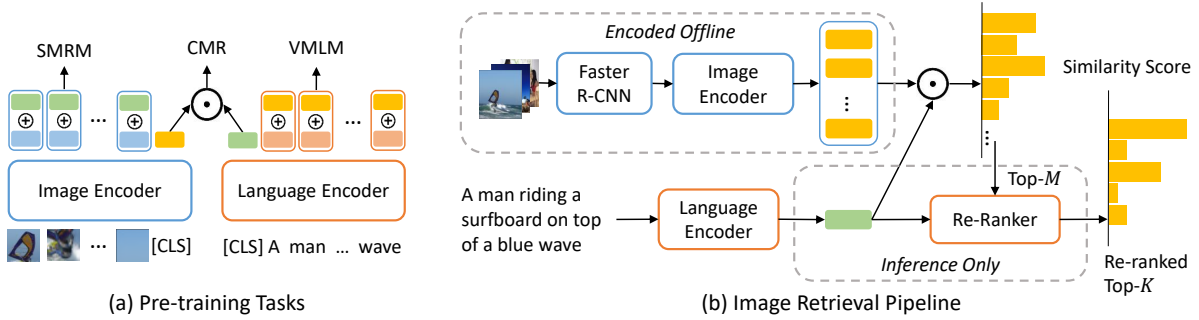 SMRM
CMR
VMLM
...
...
Image Encoder
Language Encoder
...
[CLS]
[CLS] A man ... wave
(a) Pre-training Tasks
Encoded Offline
Faster
R-CNN
Image
Encoder
...
...
Similarity Score
A man riding a
surfboard on top
of a blue wave
Language
Encoder
Top-M
Re-Ranker
Inference Only
Re-ranked
Top-K
(b) Image Retrieval Pipeline